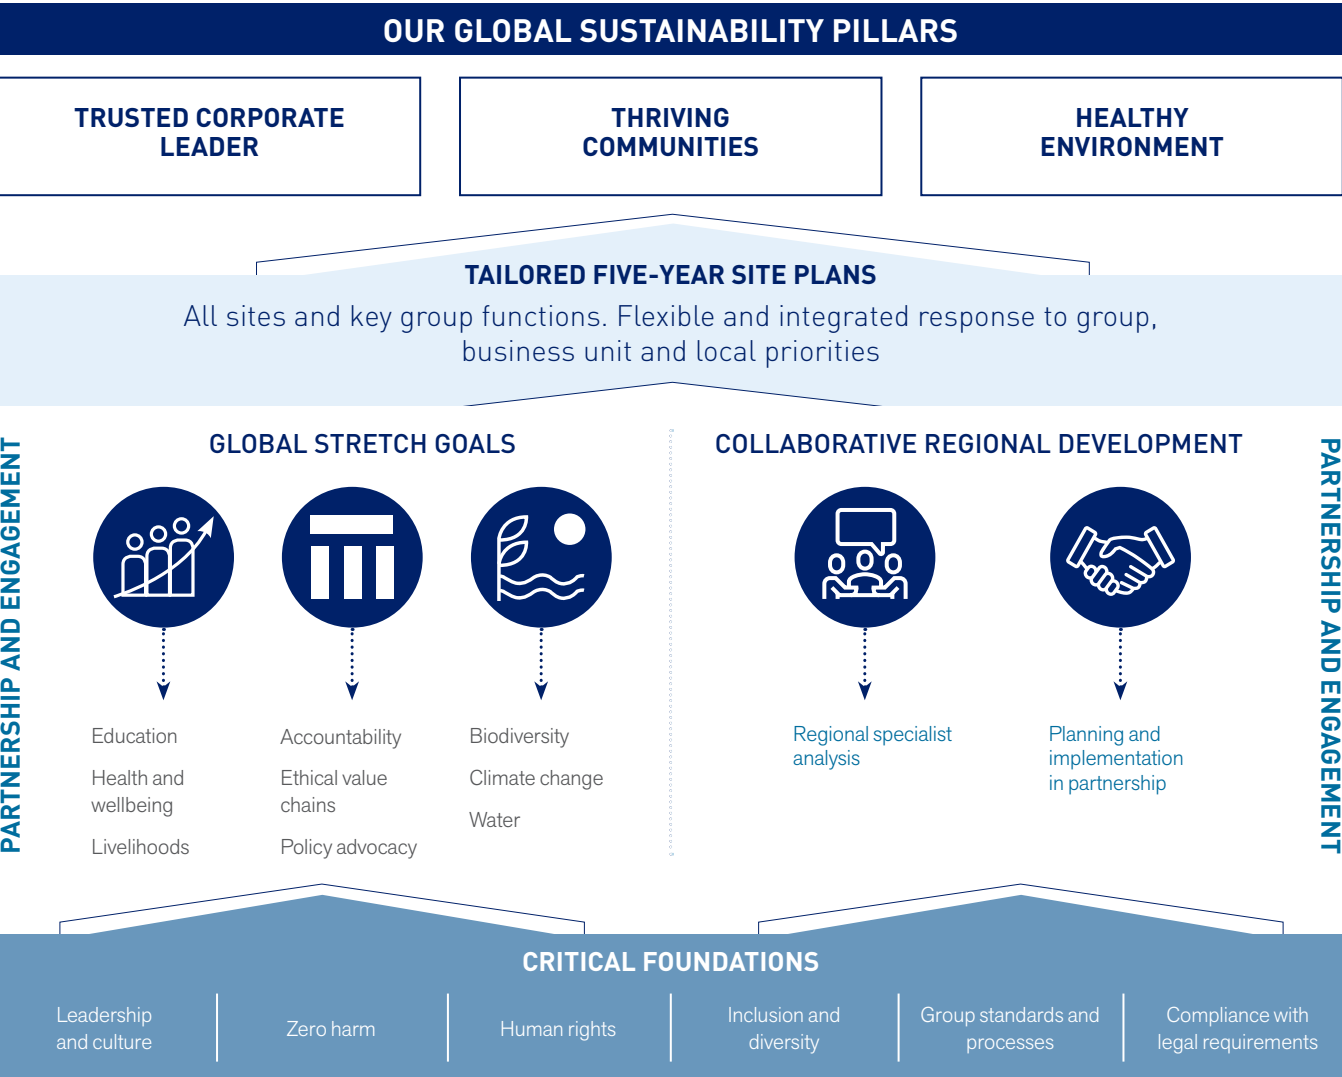 OUR GLOBAL SUSTAINABILITY PILLARS
TRUSTED CORPORATE
LEADER
THRIVING
COMMUNITIES
HEALTHY
ENVIRONMENT
TAILORED FIVE-YEAR SITE PLANS
All sites and key group functions. Flexible and integrated response to group,
business unit and local priorities
PARTNERSHIP AND ENGAGEMENT
GLOBAL STRETCH GOALS
Education
Health and
wellbeing
Livelihoods
Accountability
Ethical value
chains
Policy advocacy
Biodiversity
Climate change
Water
COLLABORATIVE REGIONAL DEVELOPMENT
Regional specialist
analysis
Planning and
implementation
in partnership
PARTNERSHIP AND ENGAGEMENT
CRITICAL FOUNDATIONS
Leadership
and culture
Zero harm
Human rights
Inclusion and
diversity
Group standards and
processes
Compliance with
legal requirements